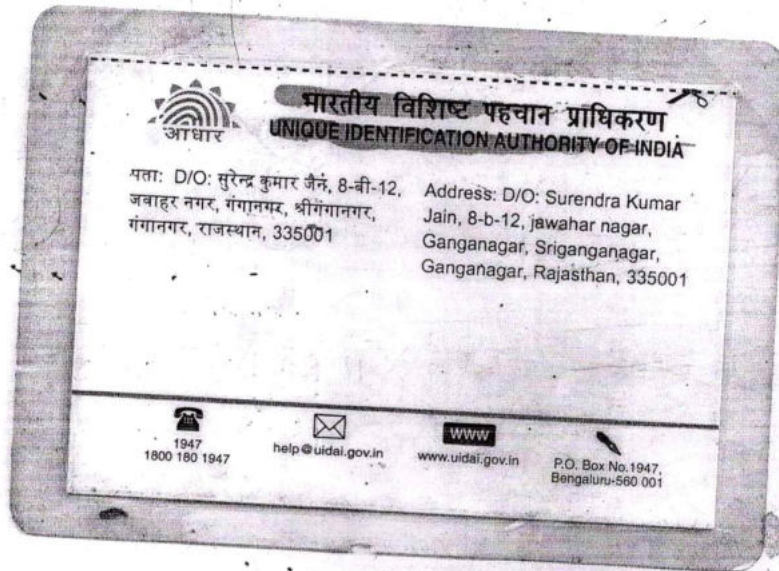 भारतीय विशिष्ट पहचान प्राधिकरण
आधार
UNIQUE IDENTIFICATION AUTHORITY OF INDIA
पता: D/O: सुरेन्द्र कुमार जैन, 8-बी-12,
जवाहर नगर, गंगानगर, श्रीगंगानगर,
गंगानगर, राजस्थान, 335001
Address: D/O: Surendra Kumar
Jain, 8-b-12, jawahar nagar,
Ganganagar, Sriganganagar,
Ganganagar, Rajasthan, 335001
1947
1800 180 1947
help@uidai.gov.in
www
www.uidai.gov.in
P.O. Box No.1947,
Bengaluru-560 001